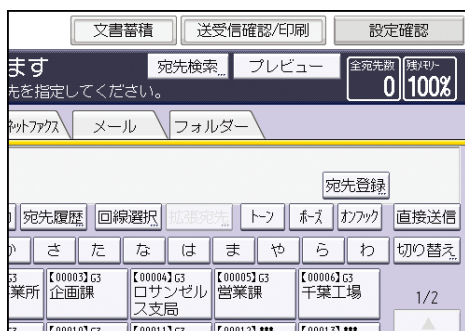 文書蓄積 送受信確認/印刷 設定確認
ます 宛先検索 プレビュー 全宛先数 残メモリー
先を指定してください。 0 100%
ネットファクス メール フォルダー
宛先登録
宛先履歴 回線選択 拡張宛先 トーン ポーズ オンフック 直接送信
か さ た な は ま や ら わ 切り替え
G3 【00003】G3 【00004】G3 【00005】G3 【00006】G3
業所 企画課 ロサンゼルス支局 営業課 千葉工場 1/2